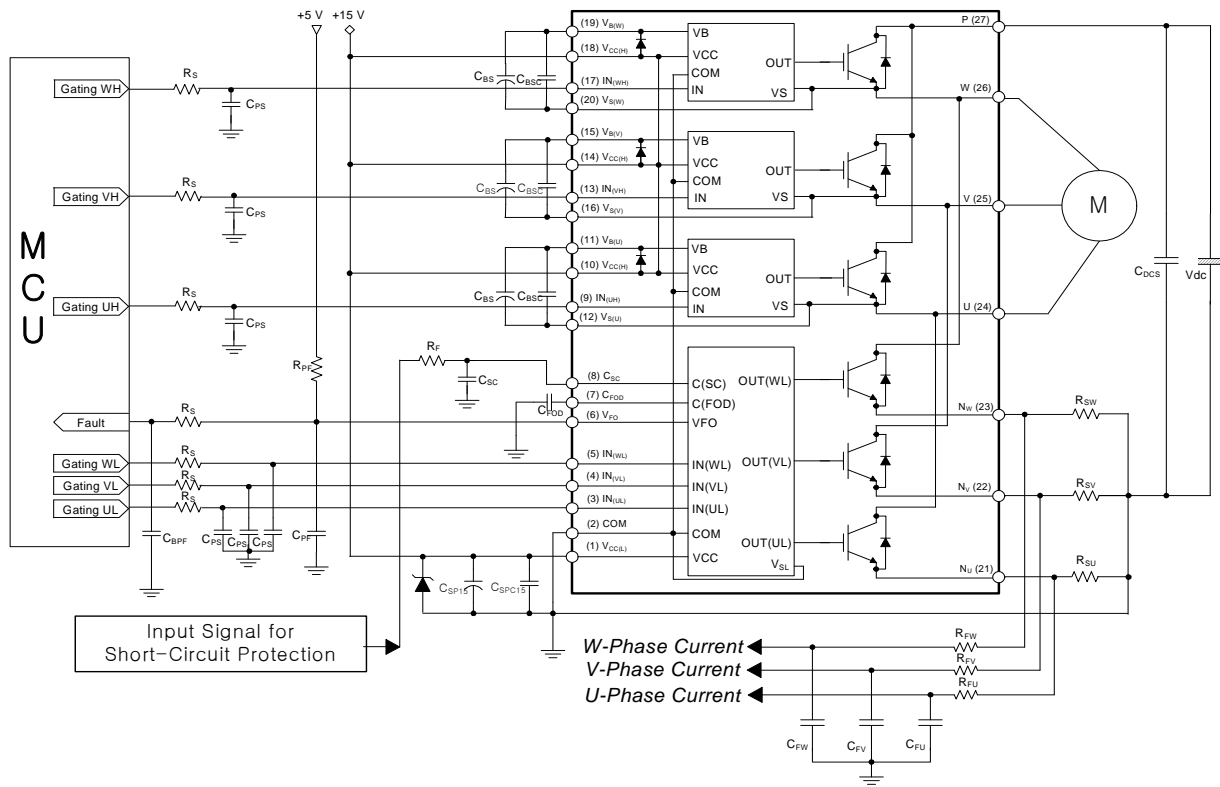 +5 V
+15 V
MCU
Gating WH
Gating VH
Gating UH
Fault
Gating WL
Gating VL
Gating UL
RS
CPS
RS
CPS
RS
CPS
RPF
RS
RS
RS
RS
CBPF
CPS
CPS
CPS
CPF
RF
CSC
CFOD
CSP15
CSPC15
CBS
CBSC
CBS
CBSC
CBS
CBSC
(19) VB(W)
(18) VCC(H)
(17) IN(WH)
(20) VS(W)
(15) VB(V)
(14) VCC(H)
(13) IN(VH)
(16) VS(V)
(11) VB(U)
(10) VCC(H)
(9) IN(UH)
(12) VS(U)
(8) CSC
(7) CFOD
(6) VFO
(5) IN(WL)
(4) IN(VL)
(3) IN(UL)
(2) COM
(1) VCC(L)
VB
VCC
COM
IN
OUT
VS
VB
VCC
COM
IN
OUT
VS
VB
VCC
COM
IN
OUT
VS
C(SC)
C(FOD)
VFO
IN(WL)
IN(VL)
IN(UL)
COM
VCC
OUT(WL)
OUT(VL)
OUT(UL)
VSL
P (27)
W (26)
V (25)
U (24)
NW (23)
NV (22)
NU (21)
M
CDCS
Vdc
RSW
RSV
RSU
Input Signal for
Short-Circuit Protection
W-Phase Current
V-Phase Current
U-Phase Current
RFW
RFV
RFU
CFW
CFV
CFU